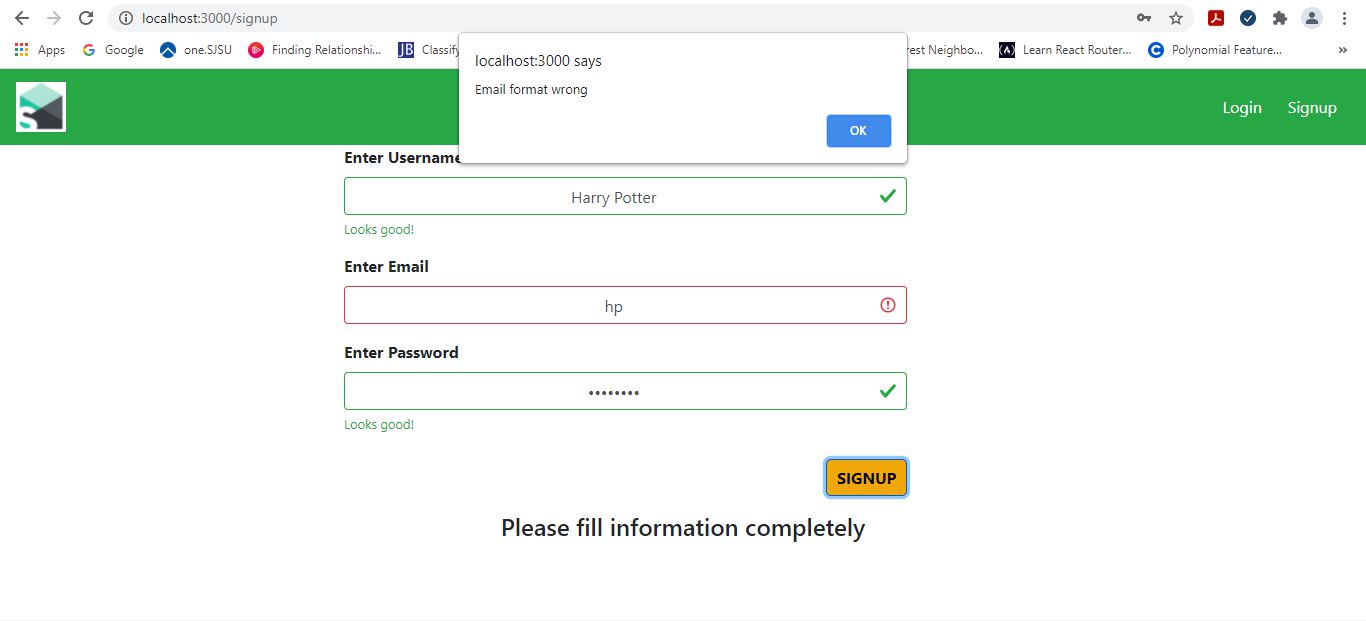 localhost:3000/signup
Apps Google one.SJSU Finding Relationshi... JB Classify rest Neighbo... (A) Learn React Router... C Polynomial Feature... »
localhost:3000 says
Email format wrong
OK
Login Signup
Enter Username
Harry Potter
Looks good!
Enter Email
hp
Enter Password
••••••••
Looks good!
SIGNUP
Please fill information completely